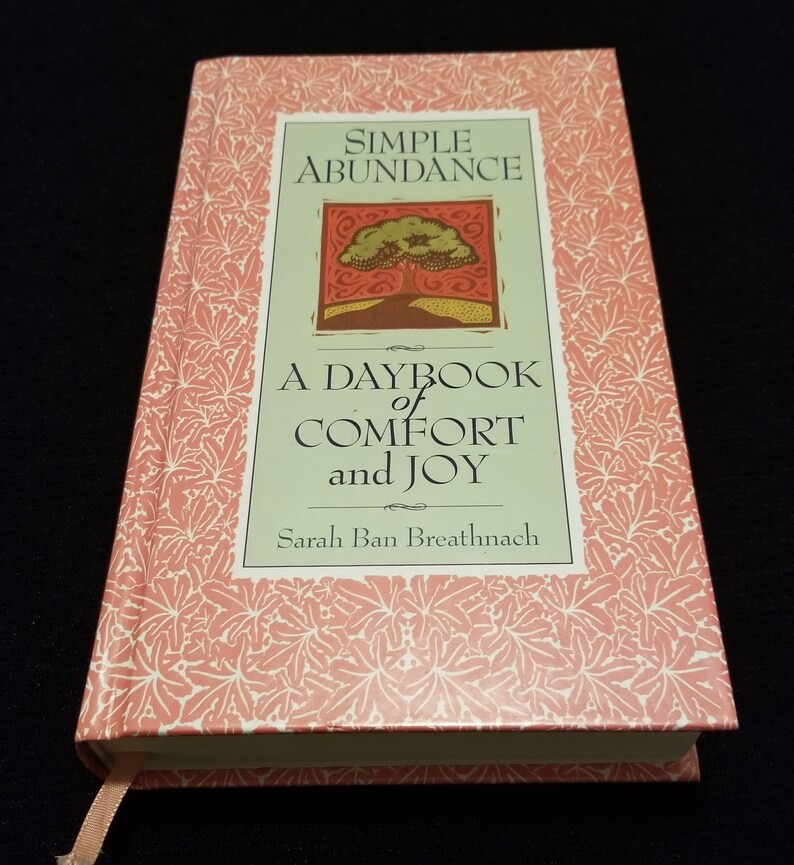 SIMPLE
ABUNDANCE
A DAYBOOK
of
COMFORT
and JOY
Sarah Ban Breathnach